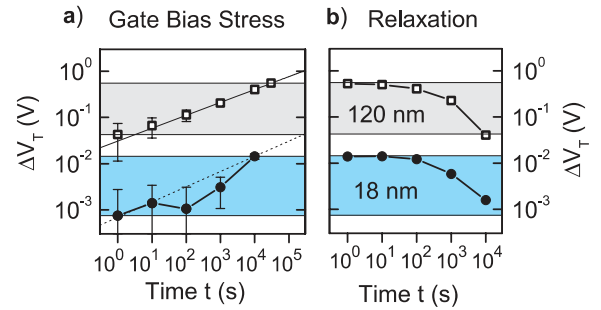 a) Gate Bias Stress b) Relaxation
10⁰ 10⁰
10⁻¹ 120 nm 10⁻¹
ΔV_T (V) ΔV_T (V)
10⁻² 10⁻²
18 nm
10⁻³ 10⁻³
10⁰ 10¹ 10² 10³ 10⁴ 10⁵ 10⁰ 10¹ 10² 10³ 10⁴
Time t (s) Time t (s)